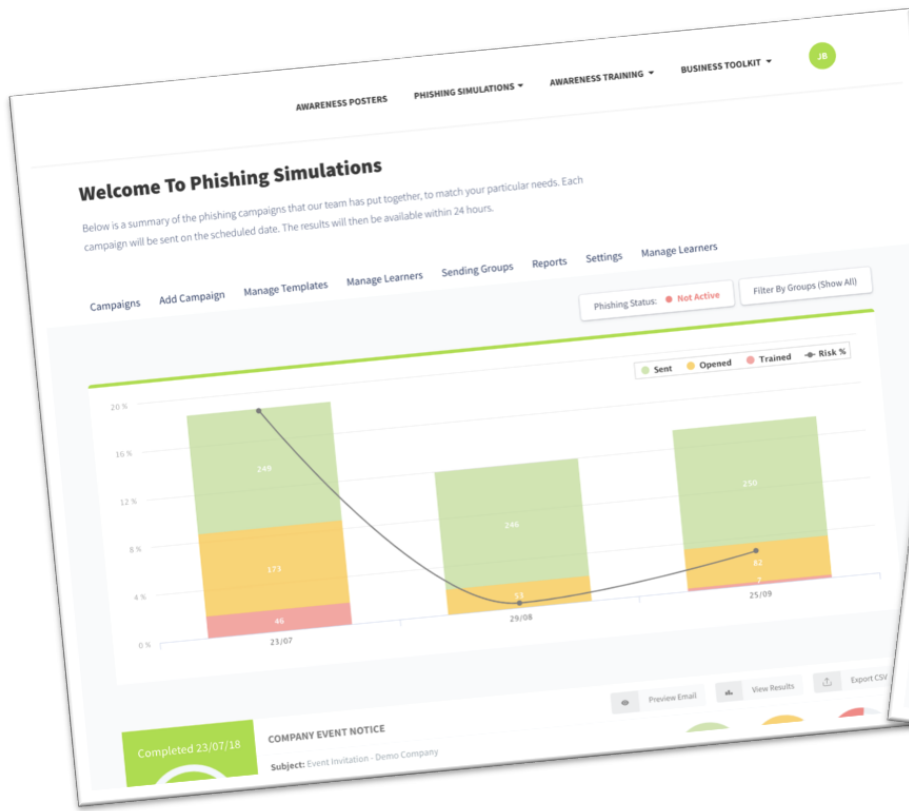 AWARENESS POSTERS PHISHING SIMULATIONS AWARENESS TRAINING BUSINESS TOOLKIT JB
Welcome To Phishing Simulations
Below is a summary of the phishing campaigns that our team has put together, to match your particular needs. Each
campaign will be sent on the scheduled date. The results will then be available within 24 hours.
Campaigns Add Campaign Manage Templates Manage Learners Sending Groups Reports Settings Manage Learners
Phishing Status: Not Active Filter By Groups (Show All)
Sent Opened Trained Risk %
20 %
16 %
12 %
8 %
4 %
0 %
249
171
46
246
53
250
82
7
23/07 29/08 25/09
Preview Email View Results Export CSV
Completed 23/07/18
COMPANY EVENT NOTICE
Subject: Event Invitation - Demo Company